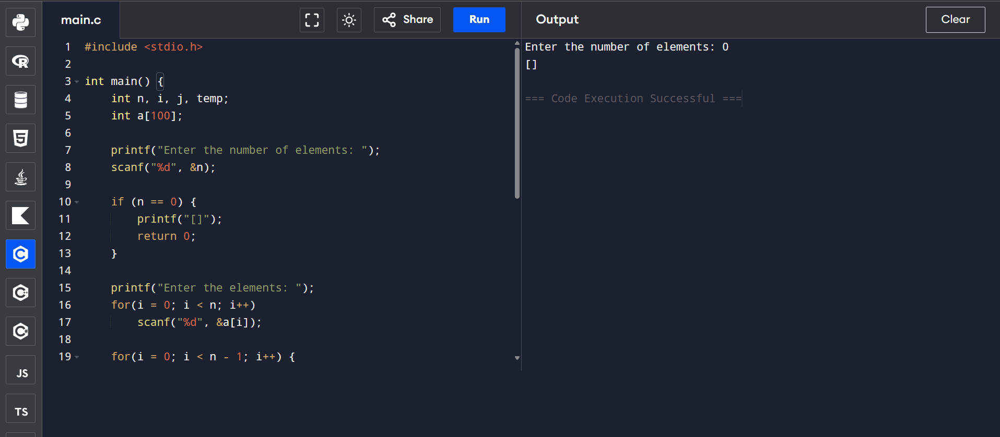 main.c
Share
Run
Output
Clear
1 #include <stdio.h>
2
3 int main() {
4     int n, i, j, temp;
5     int a[100];
6
7     printf("Enter the number of elements: ");
8     scanf("%d", &n);
9
10     if (n == 0) {
11         printf("[]");
12         return 0;
13     }
14
15     printf("Enter the elements: ");
16     for(i = 0; i < n; i++)
17         scanf("%d", &a[i]);
18
19     for(i = 0; i < n - 1; i++) {
Enter the number of elements: 0
[]
=== Code Execution Successful ===
R
5
C
C++
C#
JS
TS